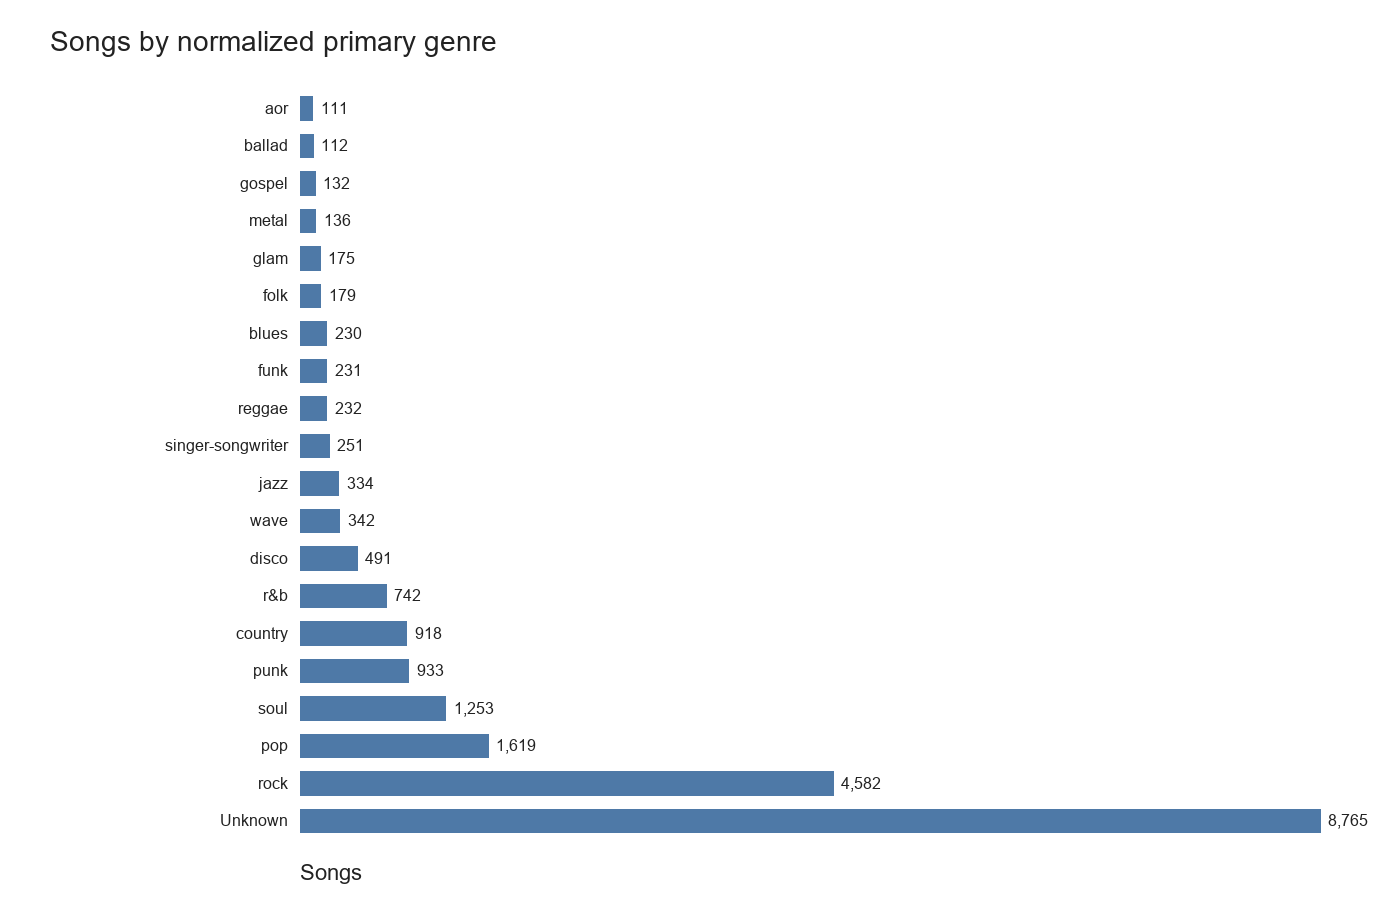 Songs by normalized primary genre
aor 111
ballad 112
gospel 132
metal 136
glam 175
folk 179
blues 230
funk 231
reggae 232
singer-songwriter 251
jazz 334
wave 342
disco 491
r&b 742
country 918
punk 933
soul 1,253
pop 1,619
rock 4,582
Unknown 8,765
Songs